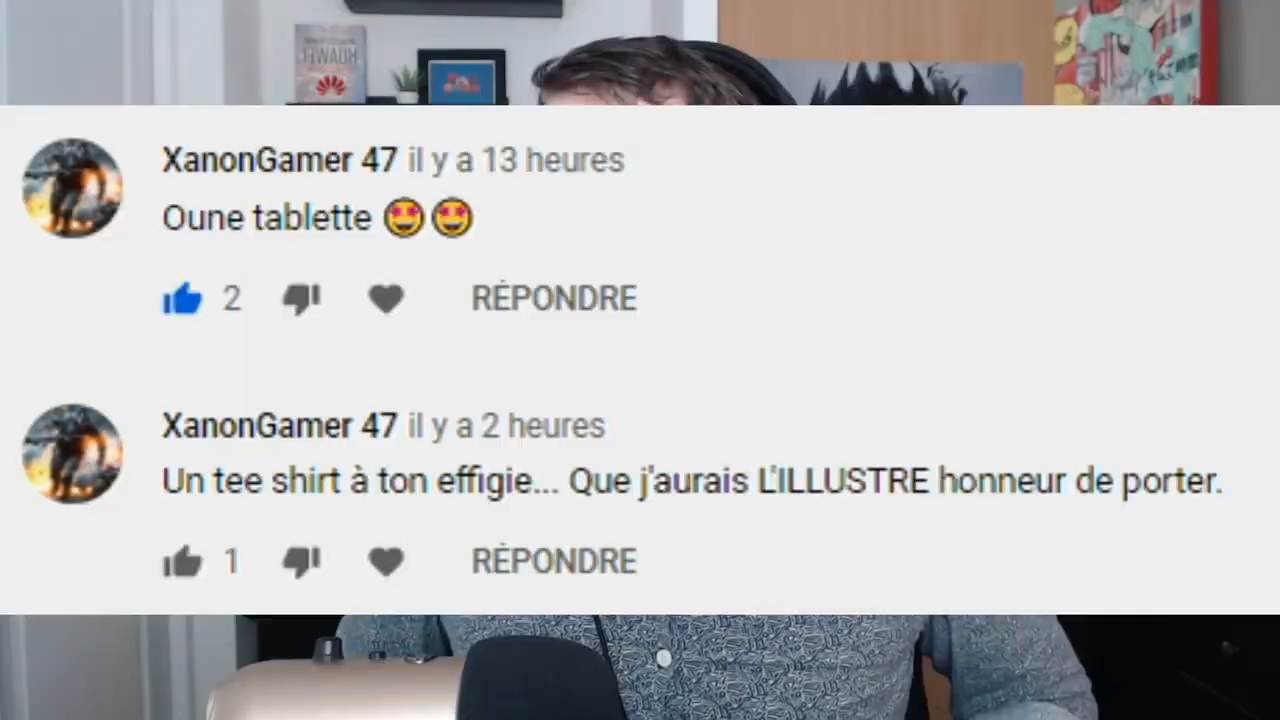 HUAWEI
XanonGamer 47 il y a 13 heures
Oune tablette 🤩🤩
2 RÉPONDRE
XanonGamer 47 il y a 2 heures
Un tee shirt à ton effigie... Que j'aurais L'ILLUSTRE honneur de porter.
1 RÉPONDRE